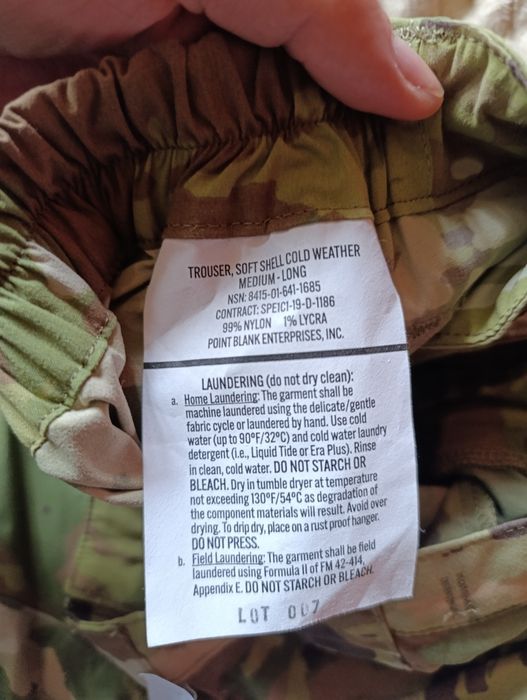 TROUSER, SOFT SHELL COLD WEATHER
MEDIUM - LONG
NSN: 8415-01-641-1685
CONTRACT: SPE1C1-19-D-1186
99% NYLON 1% LYCRA
POINT BLANK ENTERPRISES, INC.
LAUNDERING (do not dry clean):
a. Home Laundering: The garment shall be
machine laundered using the delicate/gentle
fabric cycle or laundered by hand. Use cold
water (up to 90°F/32°C) and cold water laundry
detergent (i.e., Liquid Tide or Era Plus). Rinse
in clean, cold water. DO NOT STARCH OR
BLEACH. Dry in tumble dryer at temperature
not exceeding 130°F/54°C as degradation of
the component materials will result. Avoid over
drying. To drip dry, place on a rust proof hanger.
DO NOT PRESS.
b. Field Laundering: The garment shall be field
laundered using Formula II of FM 42-414,
Appendix E. DO NOT STARCH OR BLEACH.
LOT 007